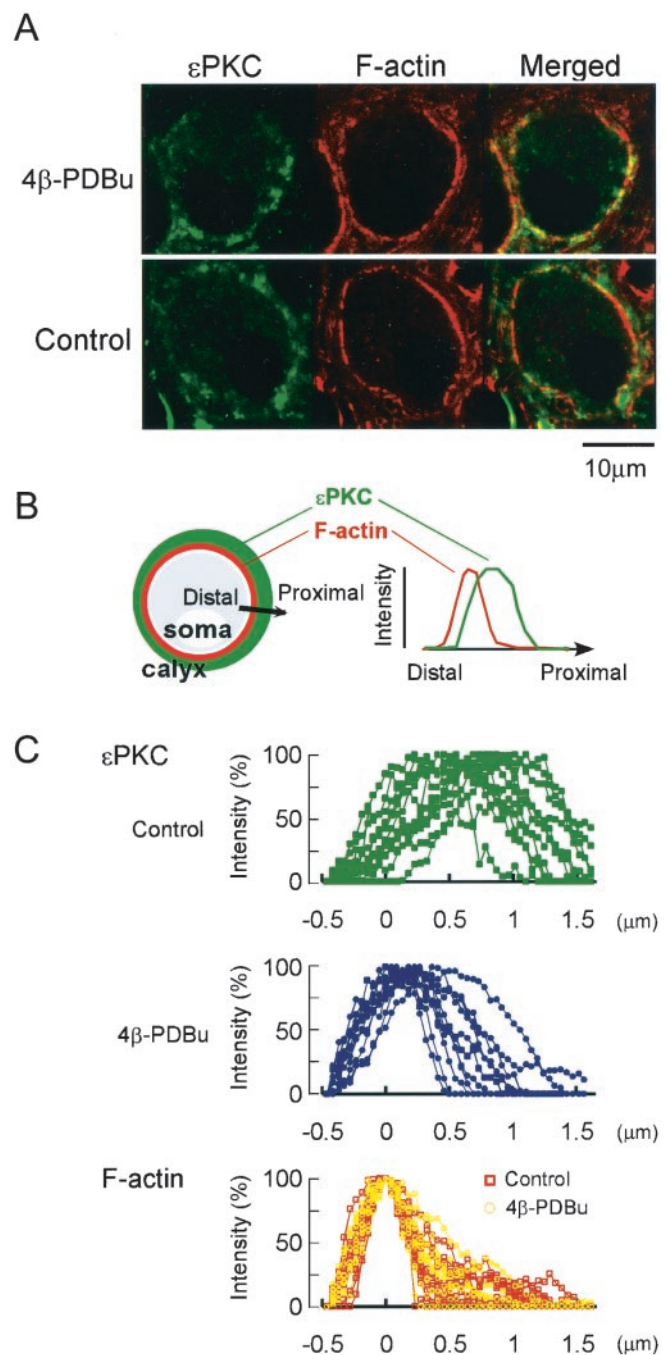 A
εPKC F-actin Merged
4β-PDBu
Control
10μm
B
εPKC
F-actin
Distal Proximal
soma
calyx
Intensity
Distal Proximal
C
εPKC
Control
Intensity (%)
100
50
0
-0.5 0 0.5 1 1.5 (μm)
4β-PDBu
Intensity (%)
100
50
0
-0.5 0 0.5 1 1.5 (μm)
F-actin
Intensity (%)
100
50
0
Control
4β-PDBu
-0.5 0 0.5 1 1.5 (μm)